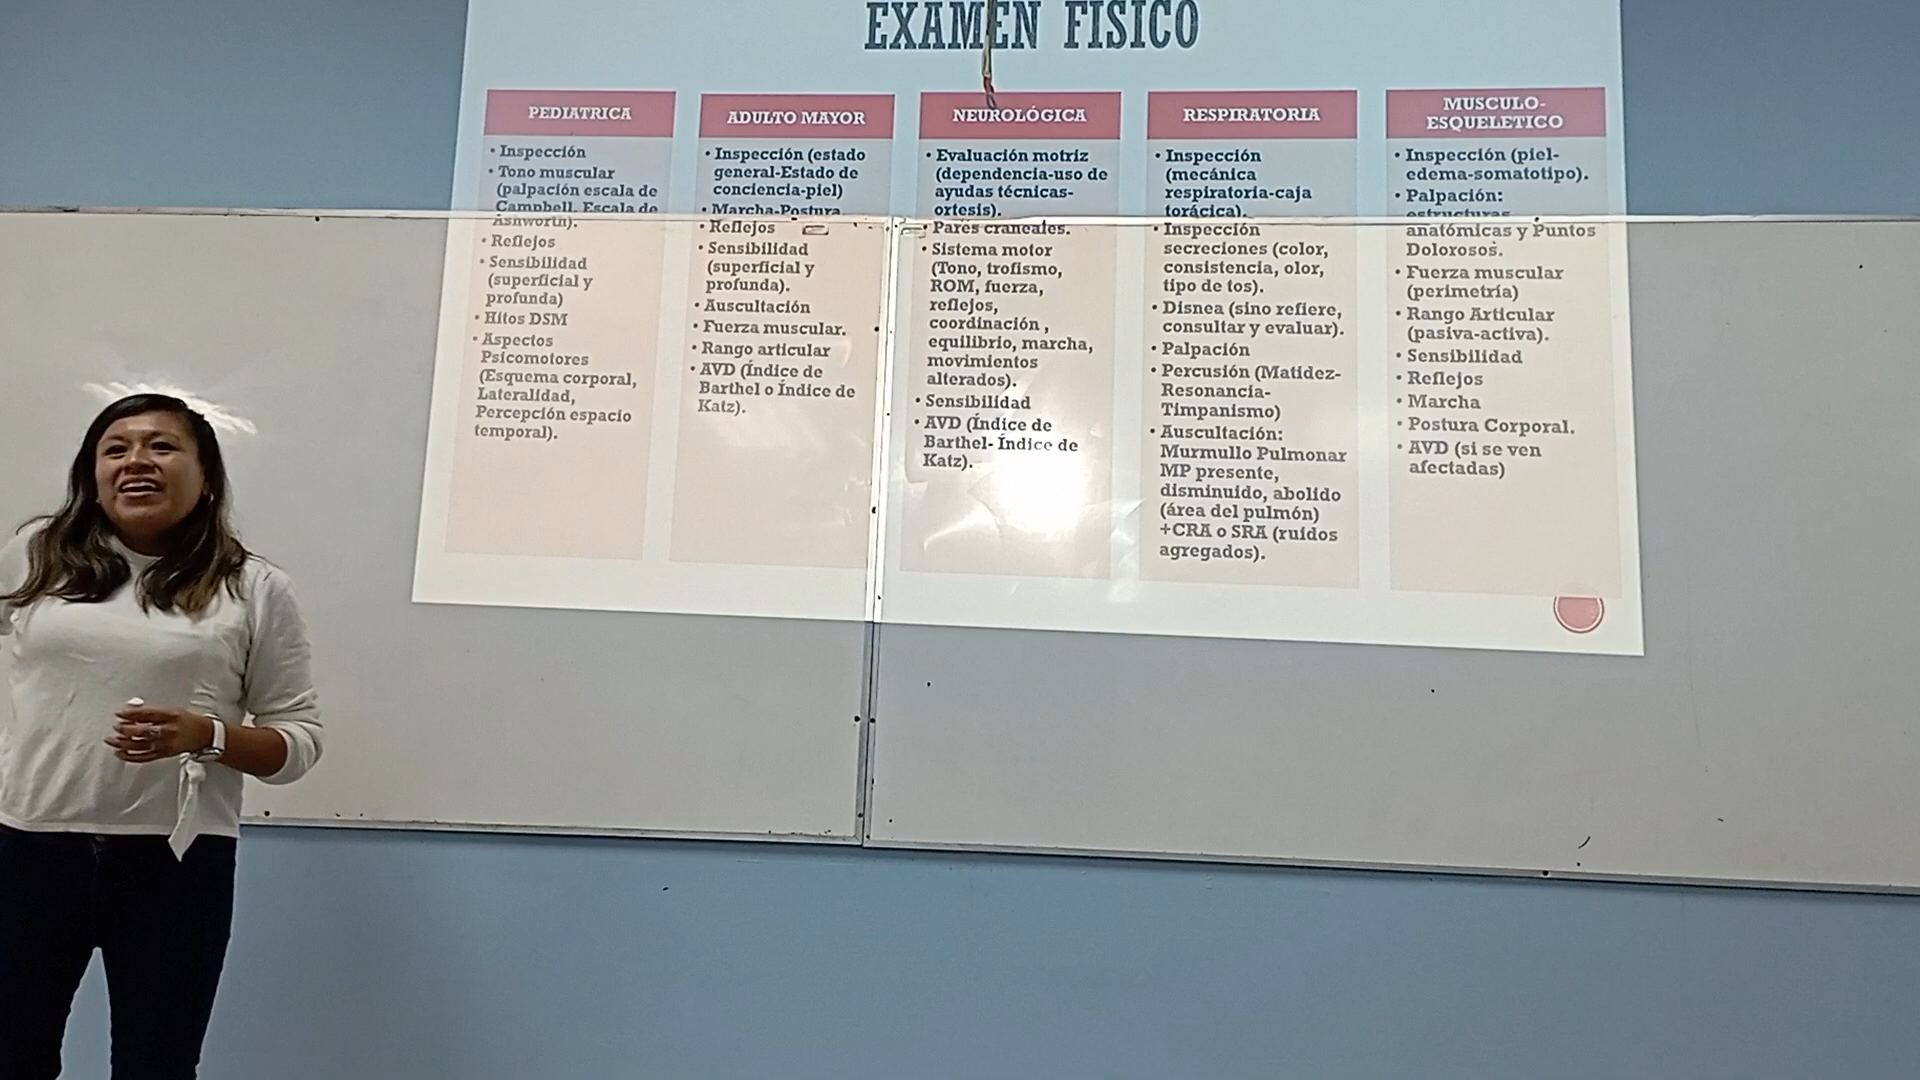 EXAMEN FISICO
PEDIATRICA
• Inspección
• Tono muscular
(palpación escala de
Campbell. Escala de
Ashworth).
• Reflejos
• Sensibilidad
(superficial y
profunda)
• Hitos DSM
• Aspectos
Psicomotores
(Esquema corporal,
Lateralidad,
Percepción espacio
temporal).
ADULTO MAYOR
• Inspección (estado
general-Estado de
conciencia-piel)
• Marcha-Postura
• Reflejos
• Sensibilidad
(superficial y
profunda).
• Auscultación
• Fuerza muscular.
• Rango articular
• AVD (Índice de
Barthel o Índice de
Katz).
NEUROLÓGICA
• Evaluación motriz
(dependencia-uso de
ayudas técnicas-
ortesis).
• Pares craneales.
• Sistema motor
(Tono, trofismo,
ROM, fuerza,
reflejos,
coordinación ,
equilibrio, marcha,
movimientos
alterados).
• Sensibilidad
• AVD (Índice de
Barthel- Índice de
Katz).
RESPIRATORIA
• Inspección
(mecánica
respiratoria-caja
torácica).
• Inspección
secreciones (color,
consistencia, olor,
tipo de tos).
• Disnea (sino refiere,
consultar y evaluar).
• Palpación
• Percusión (Matidez-
Resonancia-
Timpanismo)
• Auscultación:
Murmullo Pulmonar
MP presente,
disminuido, abolido
(área del pulmón)
+CRA o SRA (ruidos
agregados).
MUSCULO-
ESQUELETICO
• Inspección (piel-
edema-somatotipo).
• Palpación:
estructuras
anatómicas y Puntos
Dolorosos.
• Fuerza muscular
(perimetría)
• Rango Articular
(pasiva-activa).
• Sensibilidad
• Reflejos
• Marcha
• Postura Corporal.
• AVD (si se ven
afectadas)